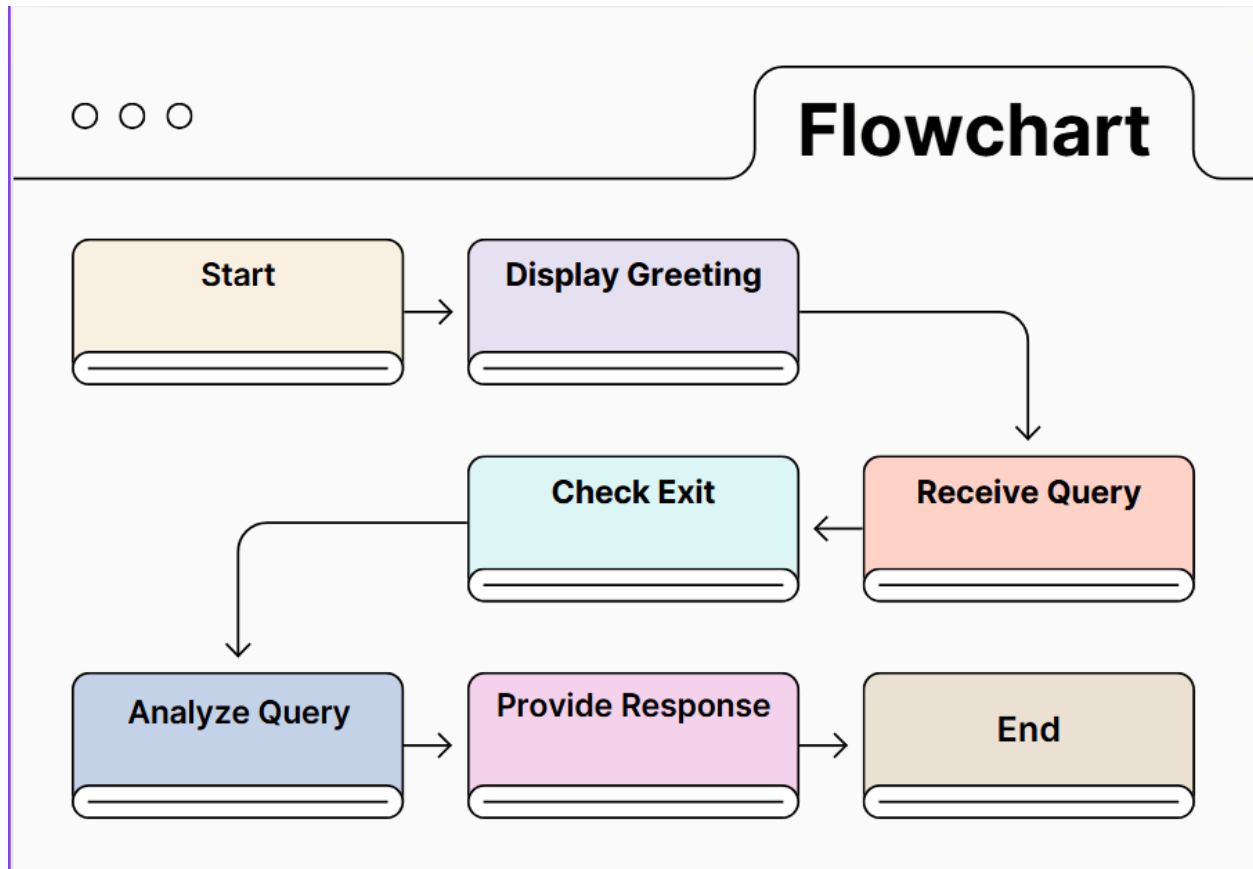 Flowchart
Start
Display Greeting
Check Exit
Receive Query
Analyze Query
Provide Response
End